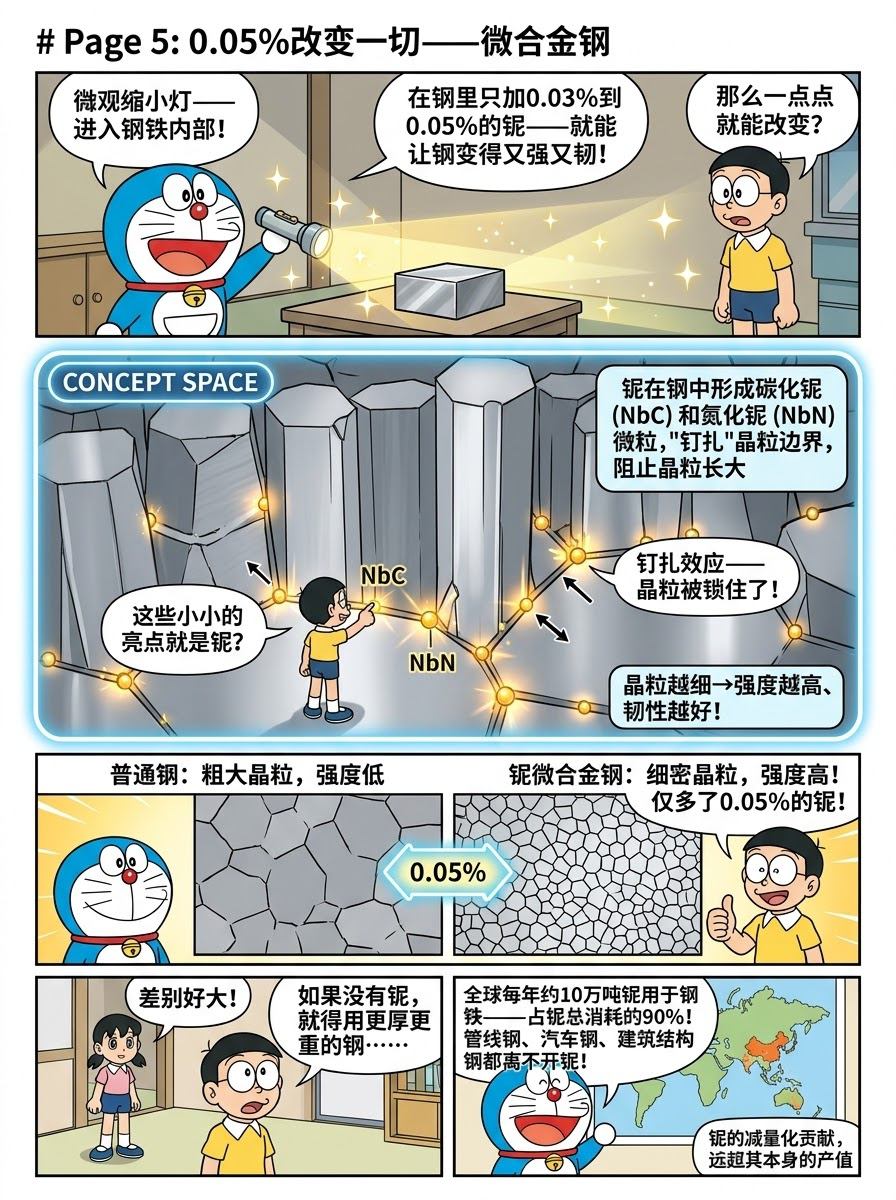 # Page 5: 0.05%改变一切——微合金钢
微观缩小灯——
进入钢铁内部！
在钢里只加0.03%到
0.05%的铌——就能
让钢变得又强又韧！
那么一点点
就能改变？
CONCEPT SPACE
铌在钢中形成碳化铌
(NbC) 和氮化铌 (NbN)
微粒，"钉扎"晶粒边界，
阻止晶粒长大
钉扎效应——
晶粒被锁住了！
NbC
这些小小的
亮点就是铌？
NbN
晶粒越细→强度越高、
韧性越好！
普通钢：粗大晶粒，强度低
铌微合金钢：细密晶粒，强度高！
仅多了0.05%的铌！
0.05%
差别好大！
如果没有铌，
就得用更厚更
重的钢……
全球每年约10万吨铌用于钢
铁——占铌总消耗的90%！
管线钢、汽车钢、建筑结构
钢都离不开铌！
铌的减量化贡献，
远超其本身的产值